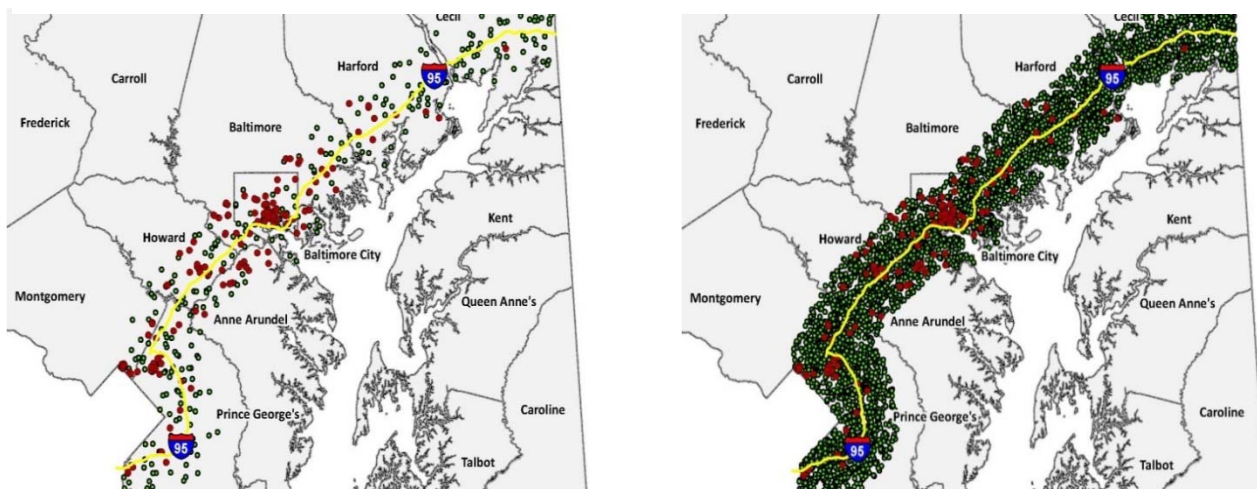 Cecil
Harford
95
Carroll
Frederick
Baltimore
Kent
Howard
Baltimore City
Montgomery
Queen Anne's
Anne Arundel
Prince George's
Caroline
95
Talbot
Cecil
Harford
95
Carroll
Frederick
Baltimore
Kent
Howard
Baltimore City
Montgomery
Queen Anne's
Anne Arundel
Prince George's
Caroline
95
Talbot